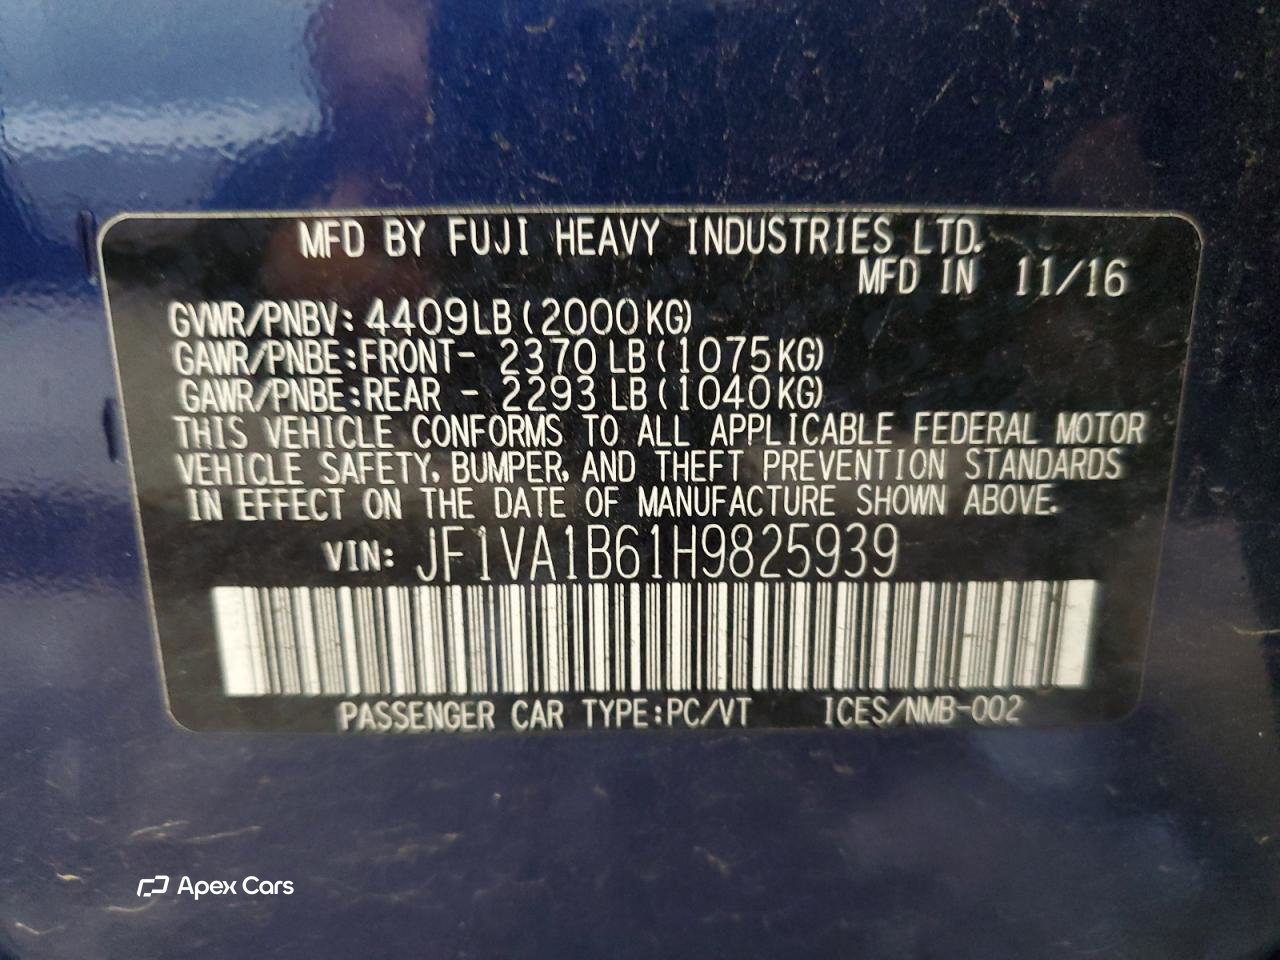 MFD BY FUJI HEAVY INDUSTRIES LTD.
MFD IN 11/16
GVWR/PNBV: 4409LB(2000KG)
GAWR/PNBE:FRONT- 2370LB(1075KG)
GAWR/PNBE:REAR - 2293LB(1040KG)
THIS VEHICLE CONFORMS TO ALL APPLICABLE FEDERAL MOTOR
VEHICLE SAFETY, BUMPER, AND THEFT PREVENTION STANDARDS
IN EFFECT ON THE DATE OF MANUFACTURE SHOWN ABOVE.
VIN: JF1VA1B61H9825939
PASSENGER CAR TYPE:PC/VT ICES/NMB-002
Apex Cars